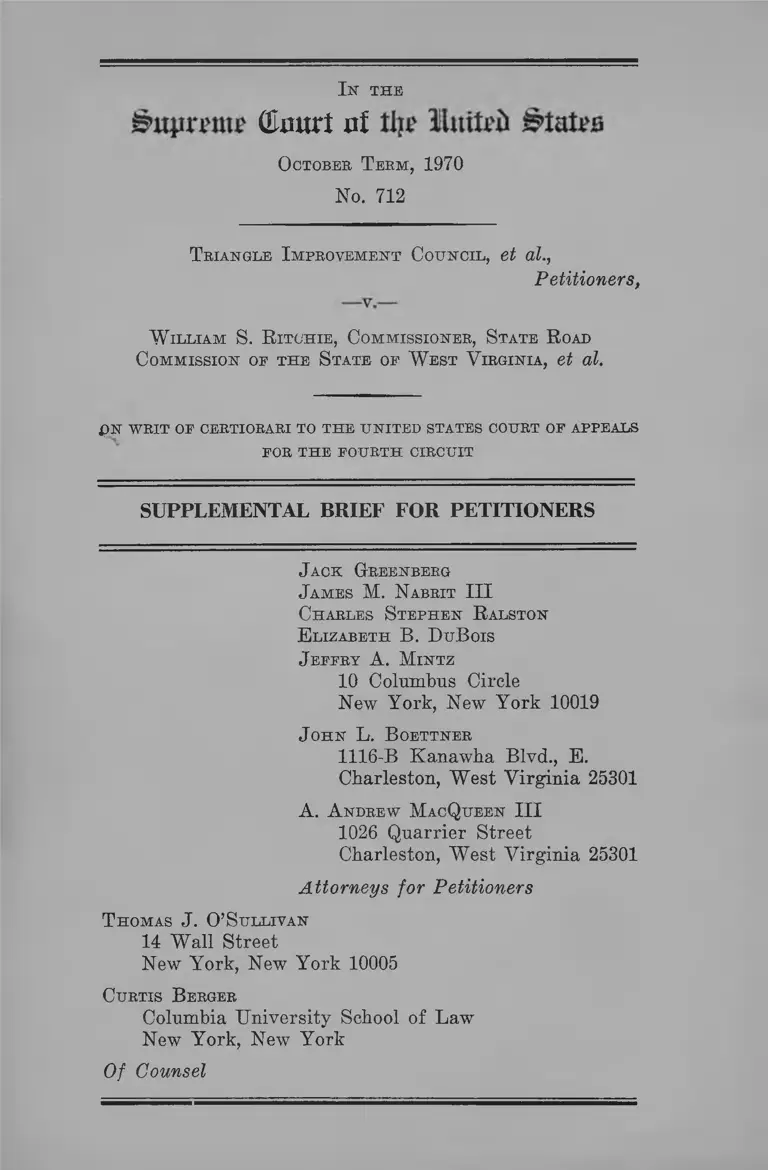 IN THE
Supreme Court of the United States
OCTOBER TERM, 1970
No. 712
TRIANGLE IMPROVEMENT COUNCIL, et al.,
Petitioners,
—v.—
WILLIAM S. RITCHIE, COMMISSIONER, STATE ROAD
COMMISSION OF THE STATE OF WEST VIRGINIA, et al.
ON WRIT OF CERTIORARI TO THE UNITED STATES COURT OF APPEALS
FOR THE FOURTH CIRCUIT
SUPPLEMENTAL BRIEF FOR PETITIONERS
JACK GREENBERG
JAMES M. NABRIT III
CHARLES STEPHEN RALSTON
ELIZABETH B. DUBOIS
JEFFRY A. MINTZ
10 Columbus Circle
New York, New York 10019
JOHN L. BOETTNER
1116-B Kanawha Blvd., E.
Charleston, West Virginia 25301
A. ANDREW MACQUEEN III
1026 Quarrier Street
Charleston, West Virginia 25301
Attorneys for Petitioners
THOMAS J. O'SULLIVAN
14 Wall Street
New York, New York 10005
CURTIS BERGER
Columbia University School of Law
New York, New York
Of Counsel